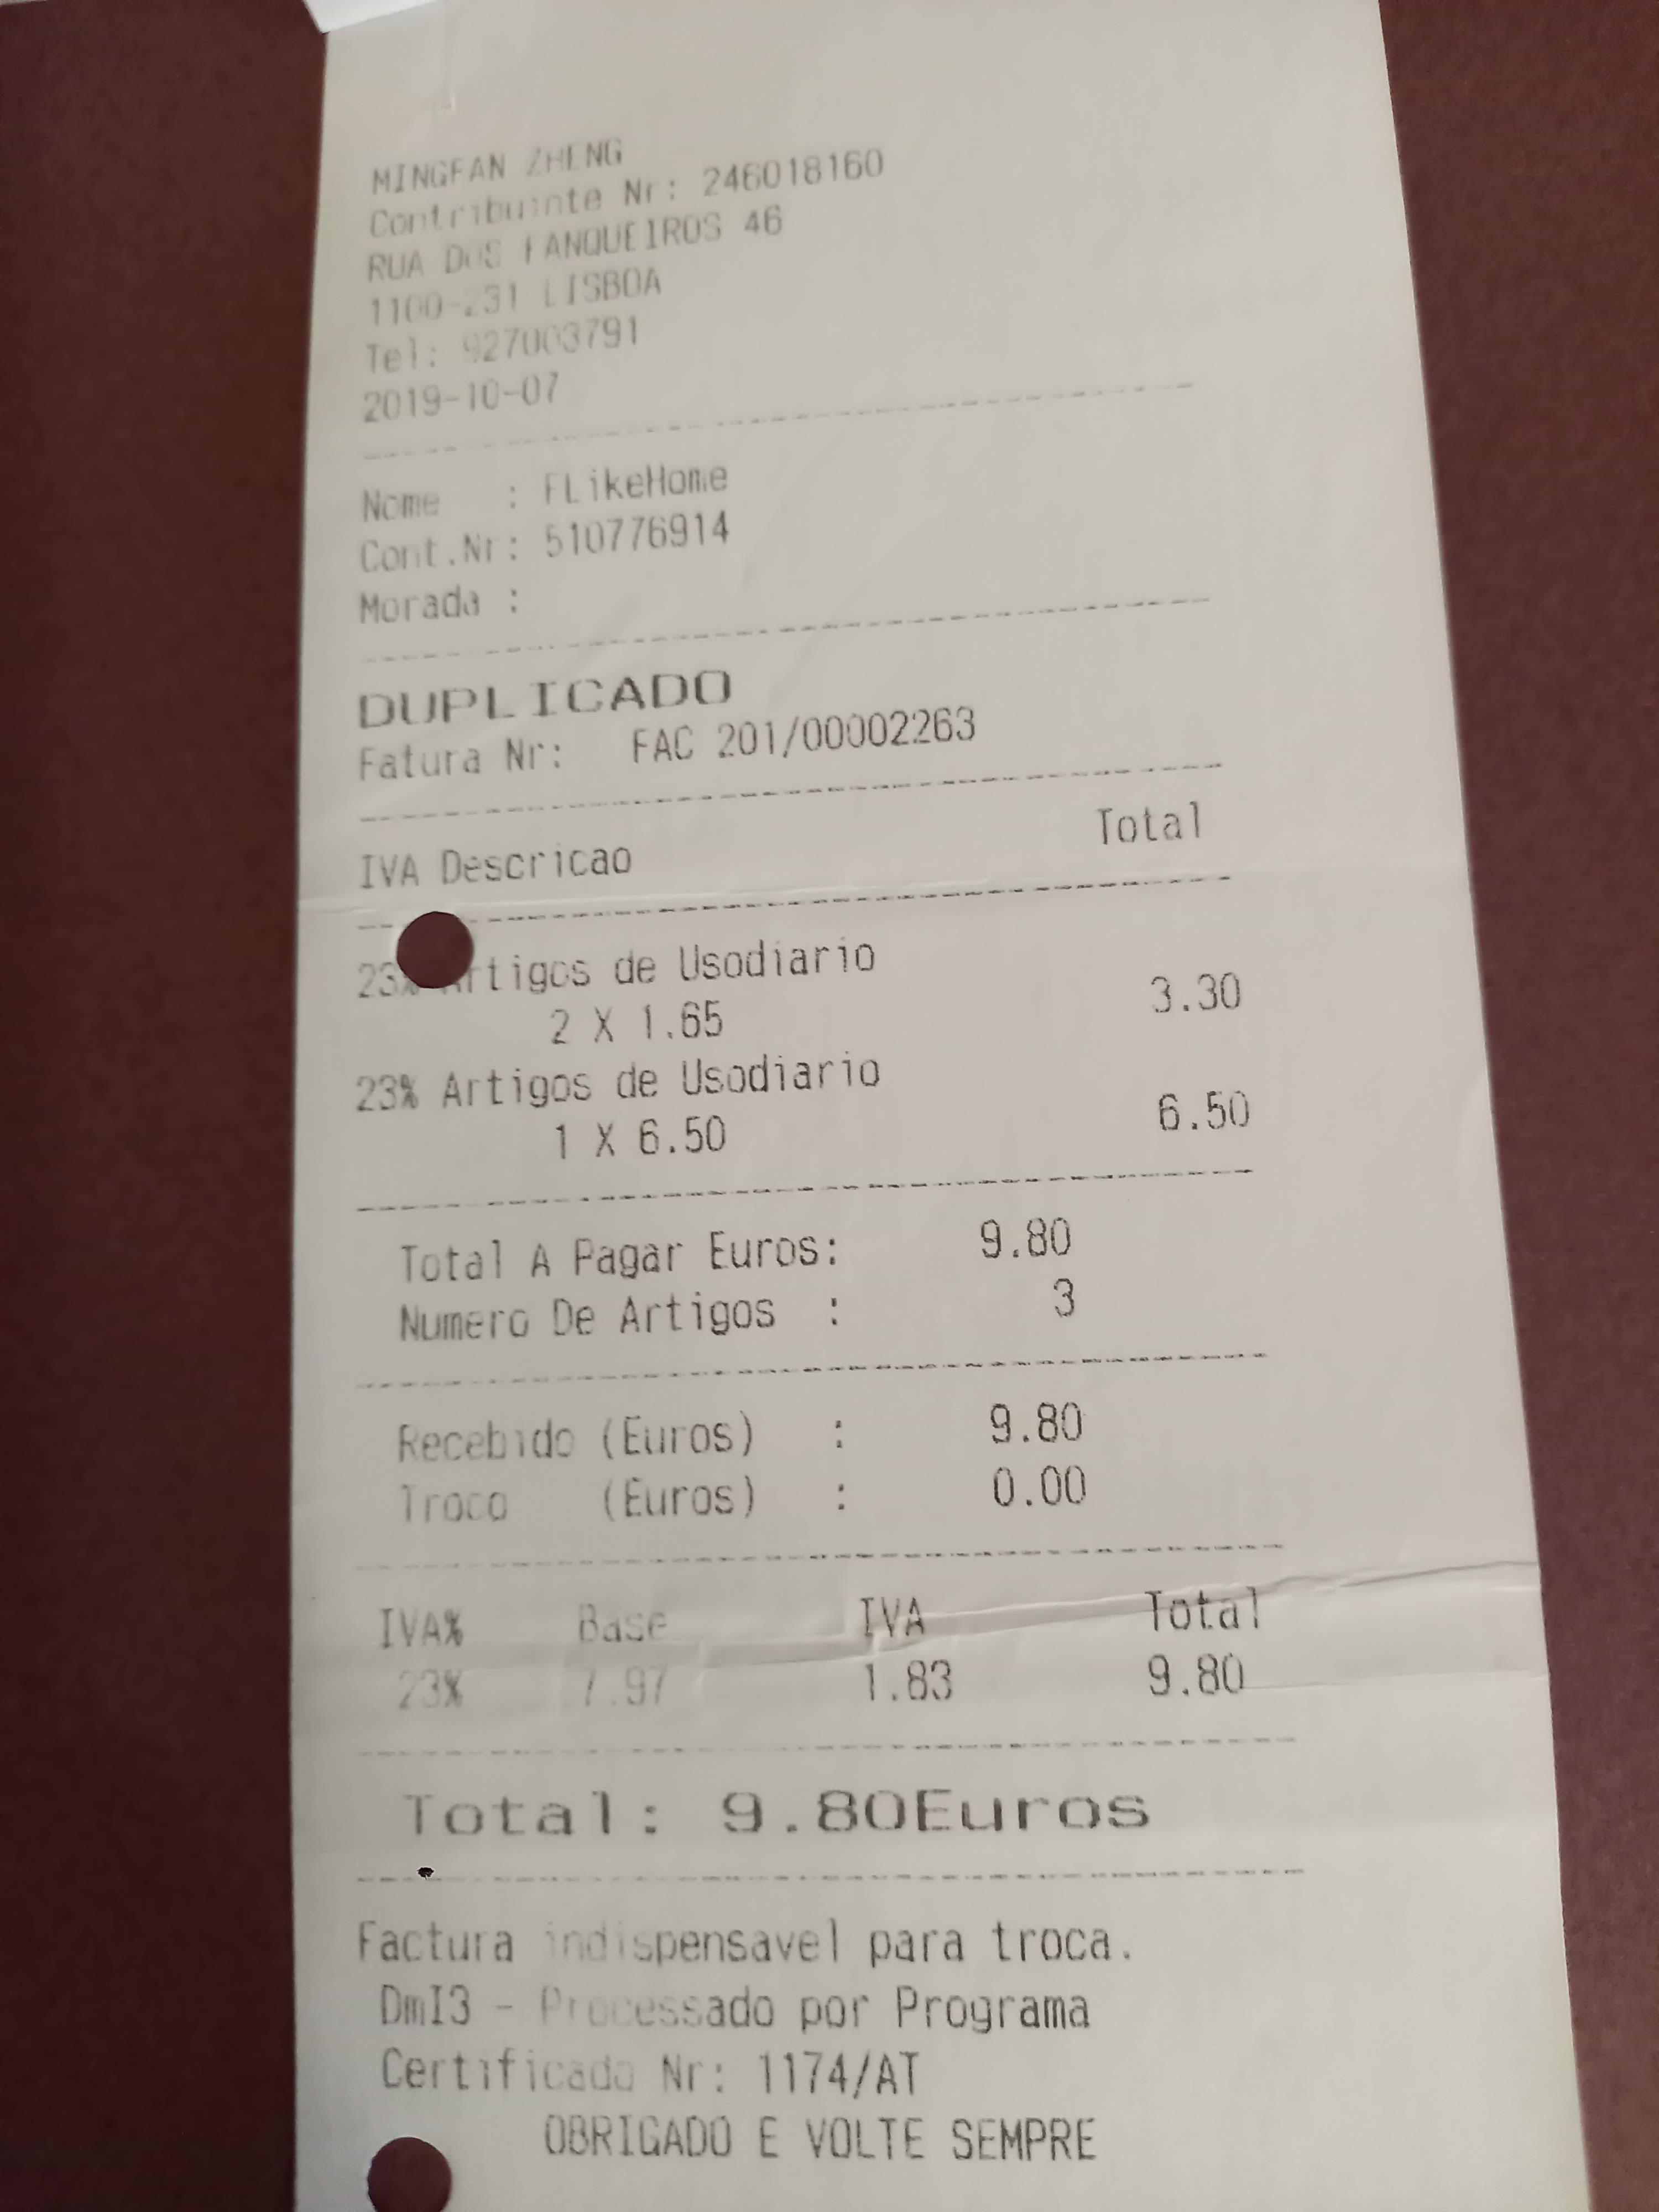 MINGFAN ZHENG
Contribuinte Nr: 246018160
RUA DOS FANQUEIROS 46
1100-231 LISBOA
Tel: 927003791
2019-10-07
Nome : FLikeHome
Cont.Nr: 510776914
Morada :
DUPLICADO
Fatura Nr: FAC 201/00002263
IVA Descricao Total
23% Artigos de Usodiario
2 X 1.65 3.30
23% Artigos de Usodiario
1 X 6.50 6.50
Total A Pagar Euros: 9.80
Numero De Artigos : 3
Recebido (Euros) : 9.80
Troco (Euros) : 0.00
IVA% Base IVA Total
23% 7.97 1.83 9.80
Total: 9.80Euros
Factura indispensavel para troca.
DmI3 - Processado por Programa
Certificado Nr: 1174/AT
OBRIGADO E VOLTE SEMPRE